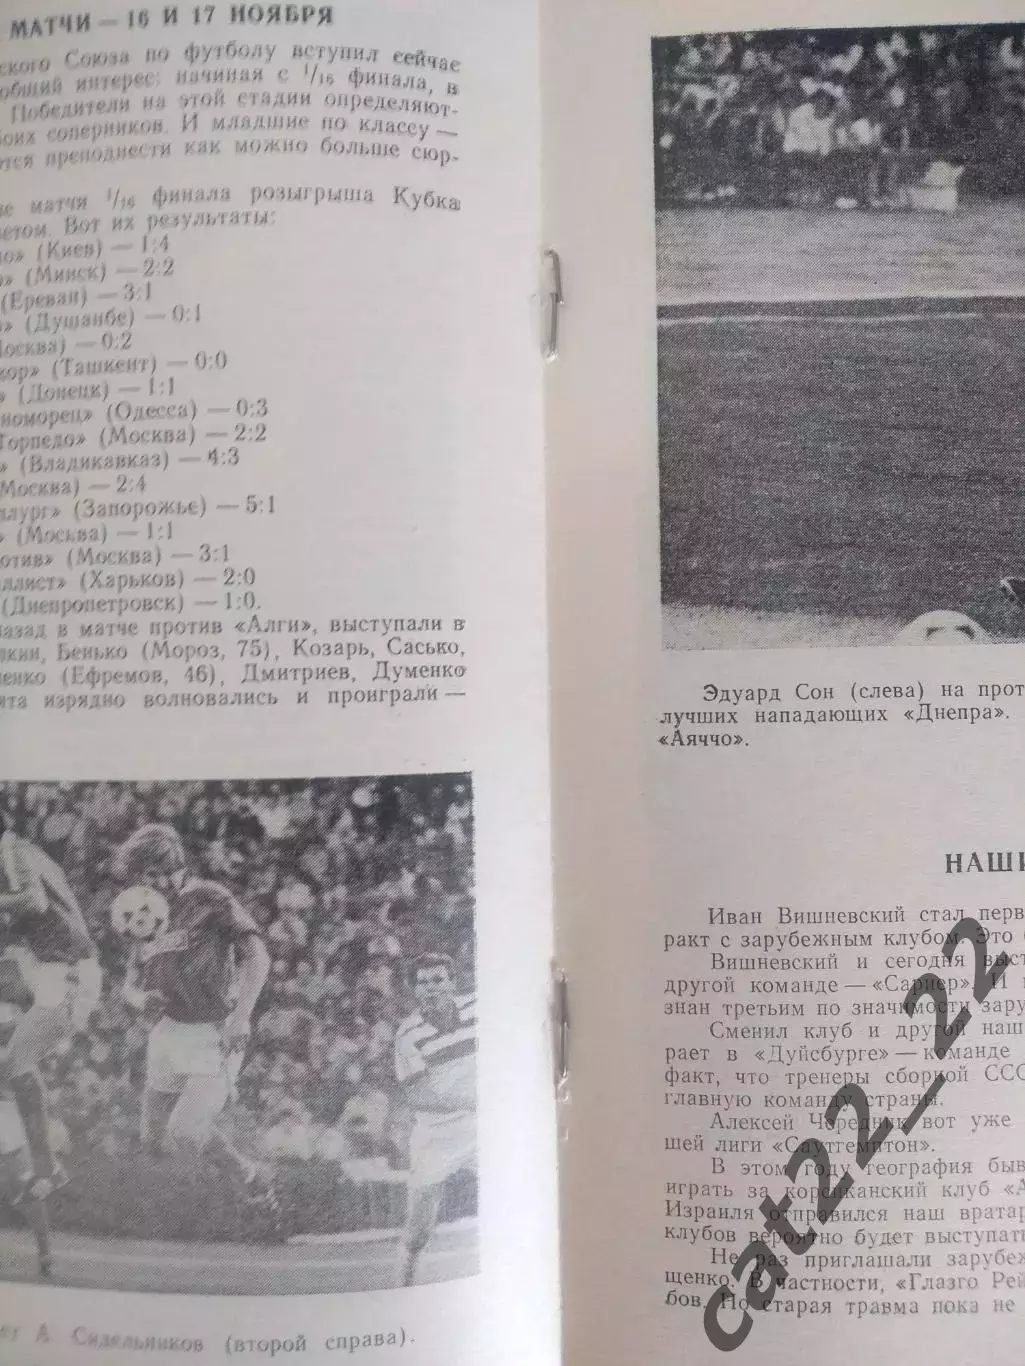 МАТЧИ — 16 И 17 НОЯБРЯ
ского Союза по футболу вступил сейчас
общий интерес: начиная с 1/16 финала, в
Победители на этой стадии определяют-
боих соперников. И младшие по классу —
тся преподнести как можно больше сюр-
матчи 1/16 финала розыгрыша Кубка
етом. Вот их результаты:
о» (Киев) — 1:4
» (Минск) — 2:2
(Ереван) — 3:1
» (Душанбе) — 0:1
Москва) — 0:2
кор» (Ташкент) — 0:0
» (Донецк) — 1:1
номорец» (Одесса) — 0:3
Торпедо» (Москва) — 2:2
» (Владикавказ) — 4:3
Москва) — 2:4
лург» (Запорожье) — 5:1
» (Москва) — 1:1
отив» (Москва) — 3:1
ллист» (Харьков) — 2:0
(Днепропетровск) — 1:0.
назад в матче против «Алги», выступали в
кин, Бенько (Мороз, 75), Козарь, Сасько,
енко (Ефремов, 46), Дмитриев, Думенко
ята изрядно волновались и проиграли —
ет А. Сидельников (второй справа).
Эдуард Сон (слева) на прот
лучших нападающих «Днепра».
«Аяччо».
НАШИ
Иван Вишневский стал перв
ракт с зарубежным клубом. Это
Вишневский и сегодня выст
другой команде — «Сариер». И
знан третьим по значимости зару
Сменил клуб и другой наш
рает в «Дуйсбурге» — команде
факт, что тренеры сборной ССС
главную команду страны.
Алексей Чередник вот уже
шей лиги «Саутгемптон».
В этом году география быв
играть за корсиканский клуб «А
Израиля отправился наш вратар
клубов вероятно будет выступать
Не раз приглашали зарубеж
щенко. В частности, «Глазго Рей
бов. Но старая травма пока не
cat22_22